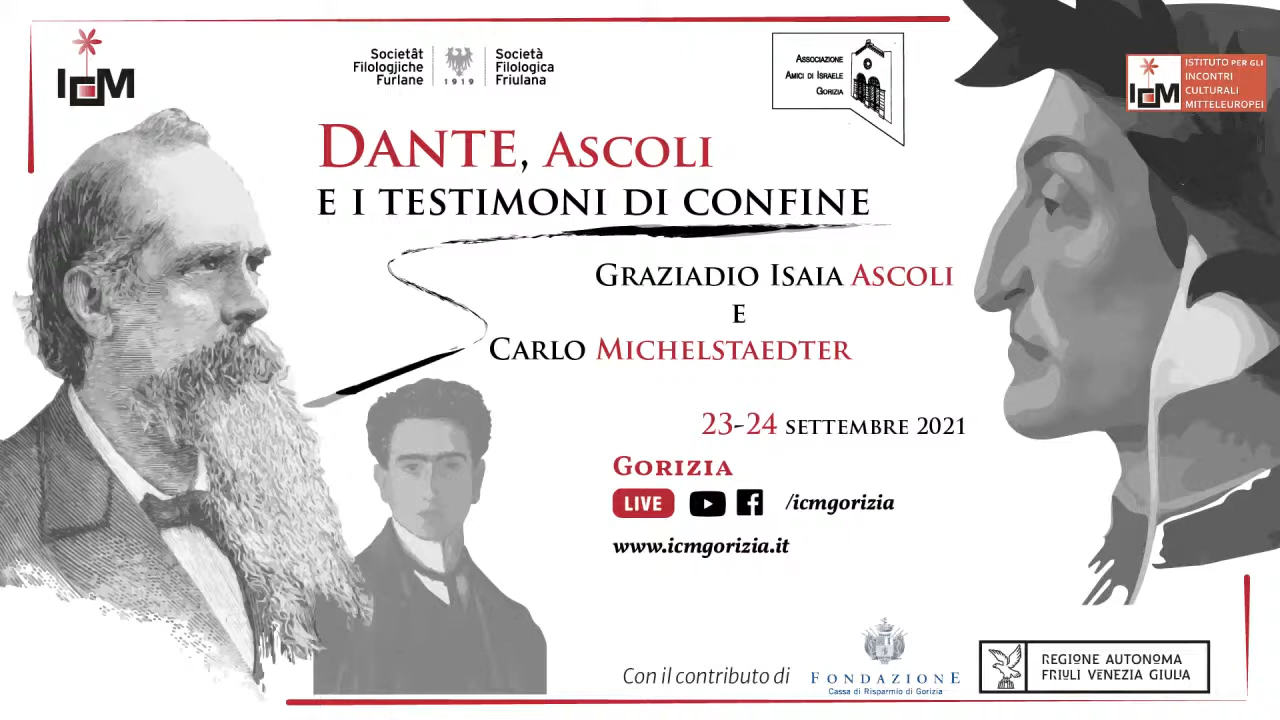 ICM
Societât
Filologjiche
Furlane
1919
Società
Filologica
Friulana
Associazione
Amici di Israele
Gorizia
ICM
ISTITUTO PER GLI
INCONTRI
CULTURALI
MITTELEUROPEI
DANTE, ASCOLI
E I TESTIMONI DI CONFINE
GRAZIADIO ISAIA ASCOLI
E
CARLO MICHELSTAEDTER
23-24 SETTEMBRE 2021
GORIZIA
LIVE /icmgorizia
www.icmgorizia.it
Con il contributo di
FONDAZIONE
Cassa di Risparmio di Gorizia
REGIONE AUTONOMA
FRIULI VENEZIA GIULIA